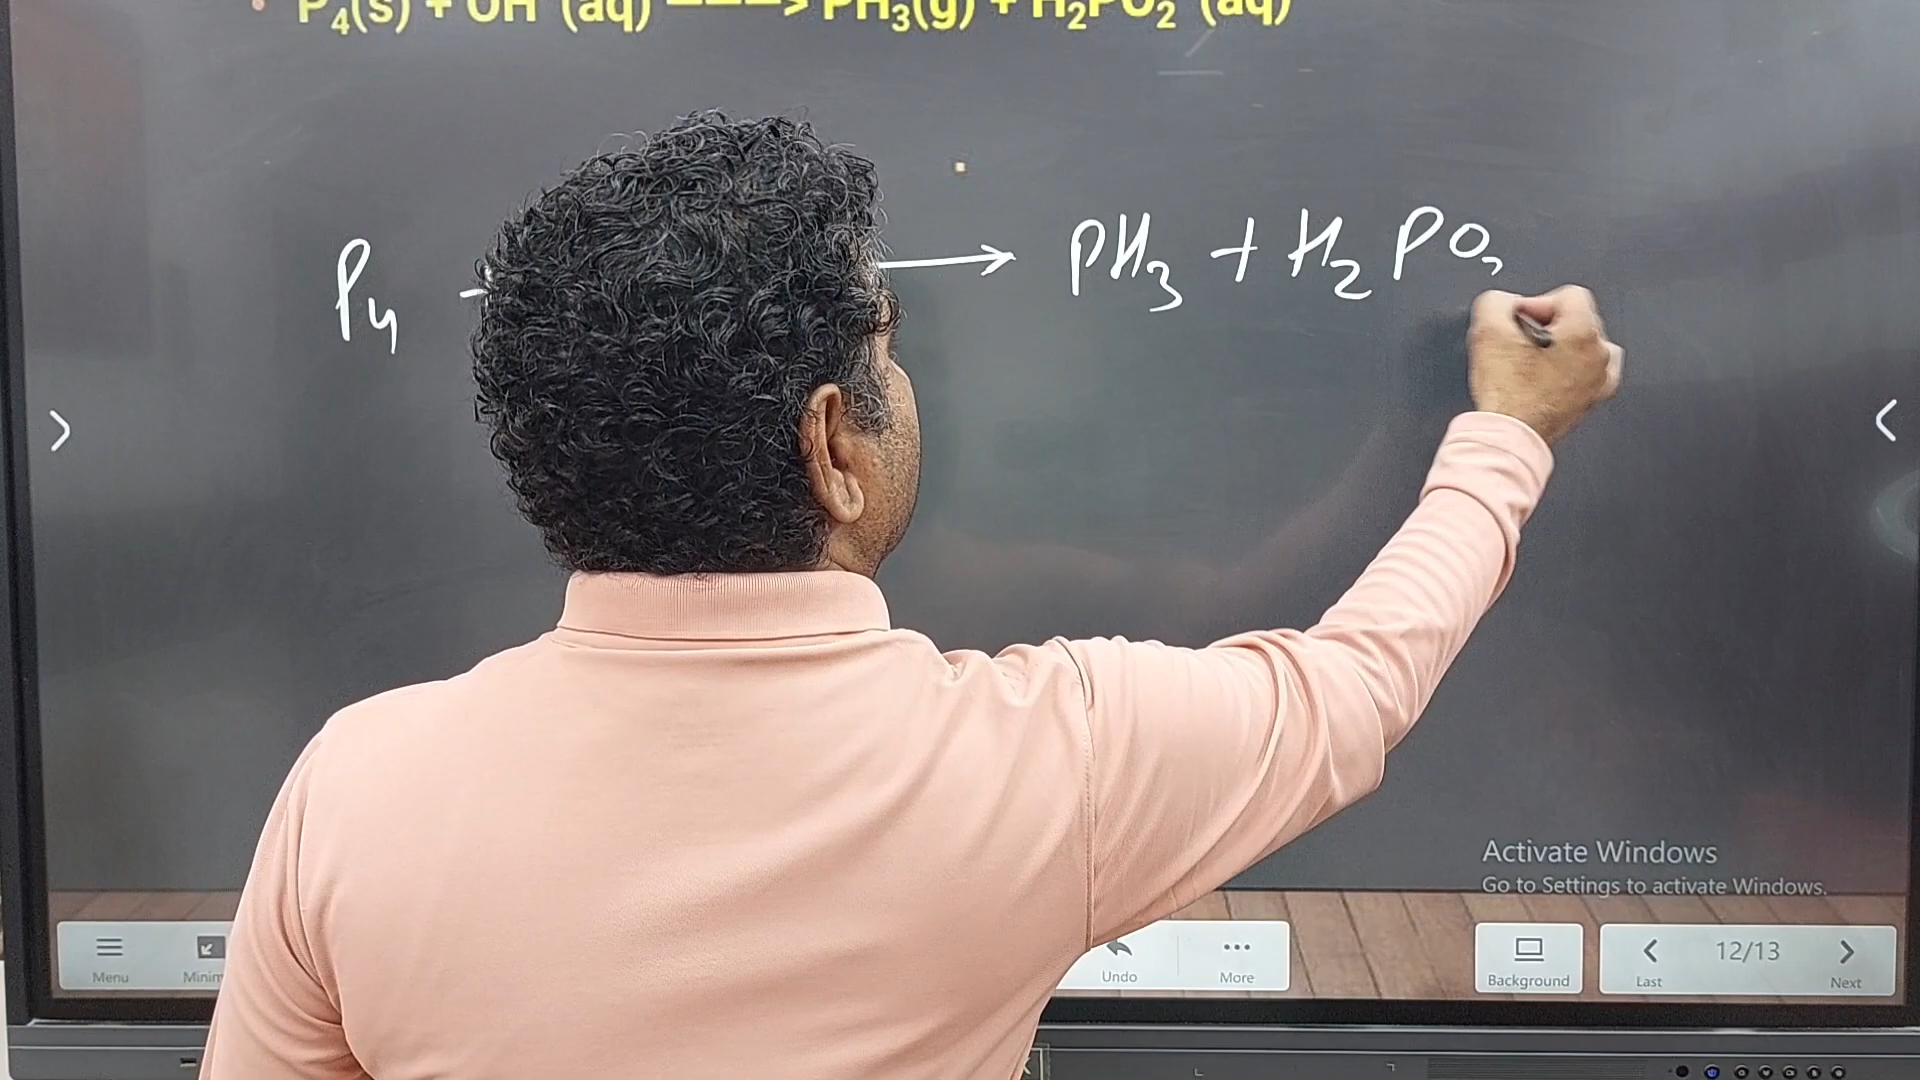 • P₄(s) + OH (aq) ———> PH₃(g) + H₂PO₂ (aq)
P₄ → PH₃ + H₂PO₂
Activate Windows
Go to Settings to activate Windows.
Menu Minim Undo More Background Last 12/13 Next